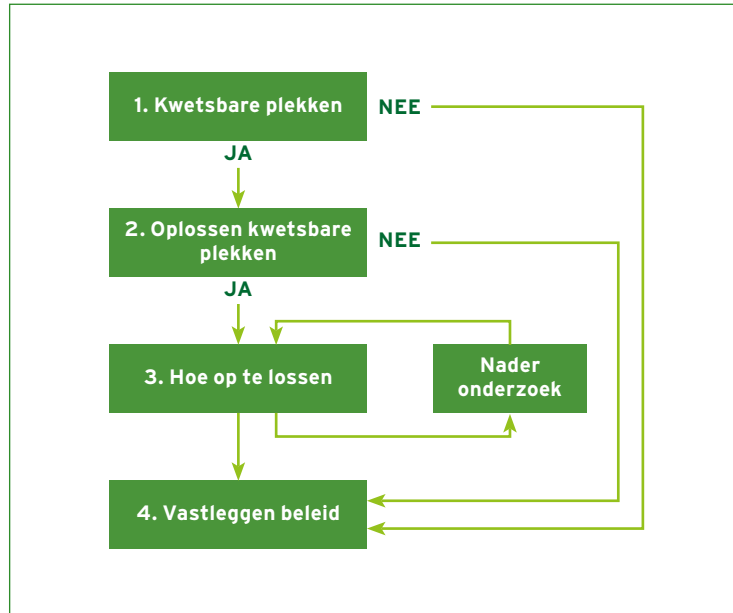 1. Kwetsbare plekken
NEE
JA
2. Oplossen kwetsbare
plekken
NEE
JA
3. Hoe op te lossen
Nader
onderzoek
4. Vastleggen beleid